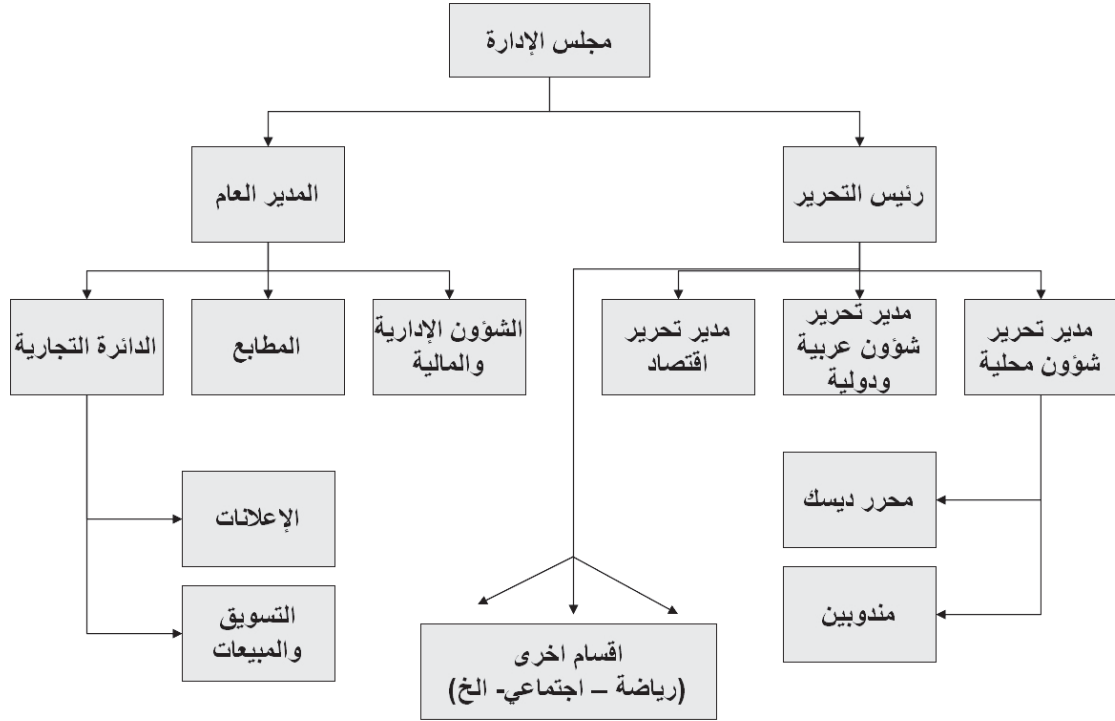 مجلس الإدارة
رئيس التحرير
المدير العام
مدير تحرير
شؤون محلية
مدير تحرير
شؤون عربية
ودولية
مدير تحرير
اقتصاد
الشؤون الإدارية
والمالية
المطابع
الدائرة التجارية
محرر ديسك
الإعلانات
مندوبين
التسويق
والمبيعات
اقسام اخرى
(رياضة – اجتماعي- الخ)